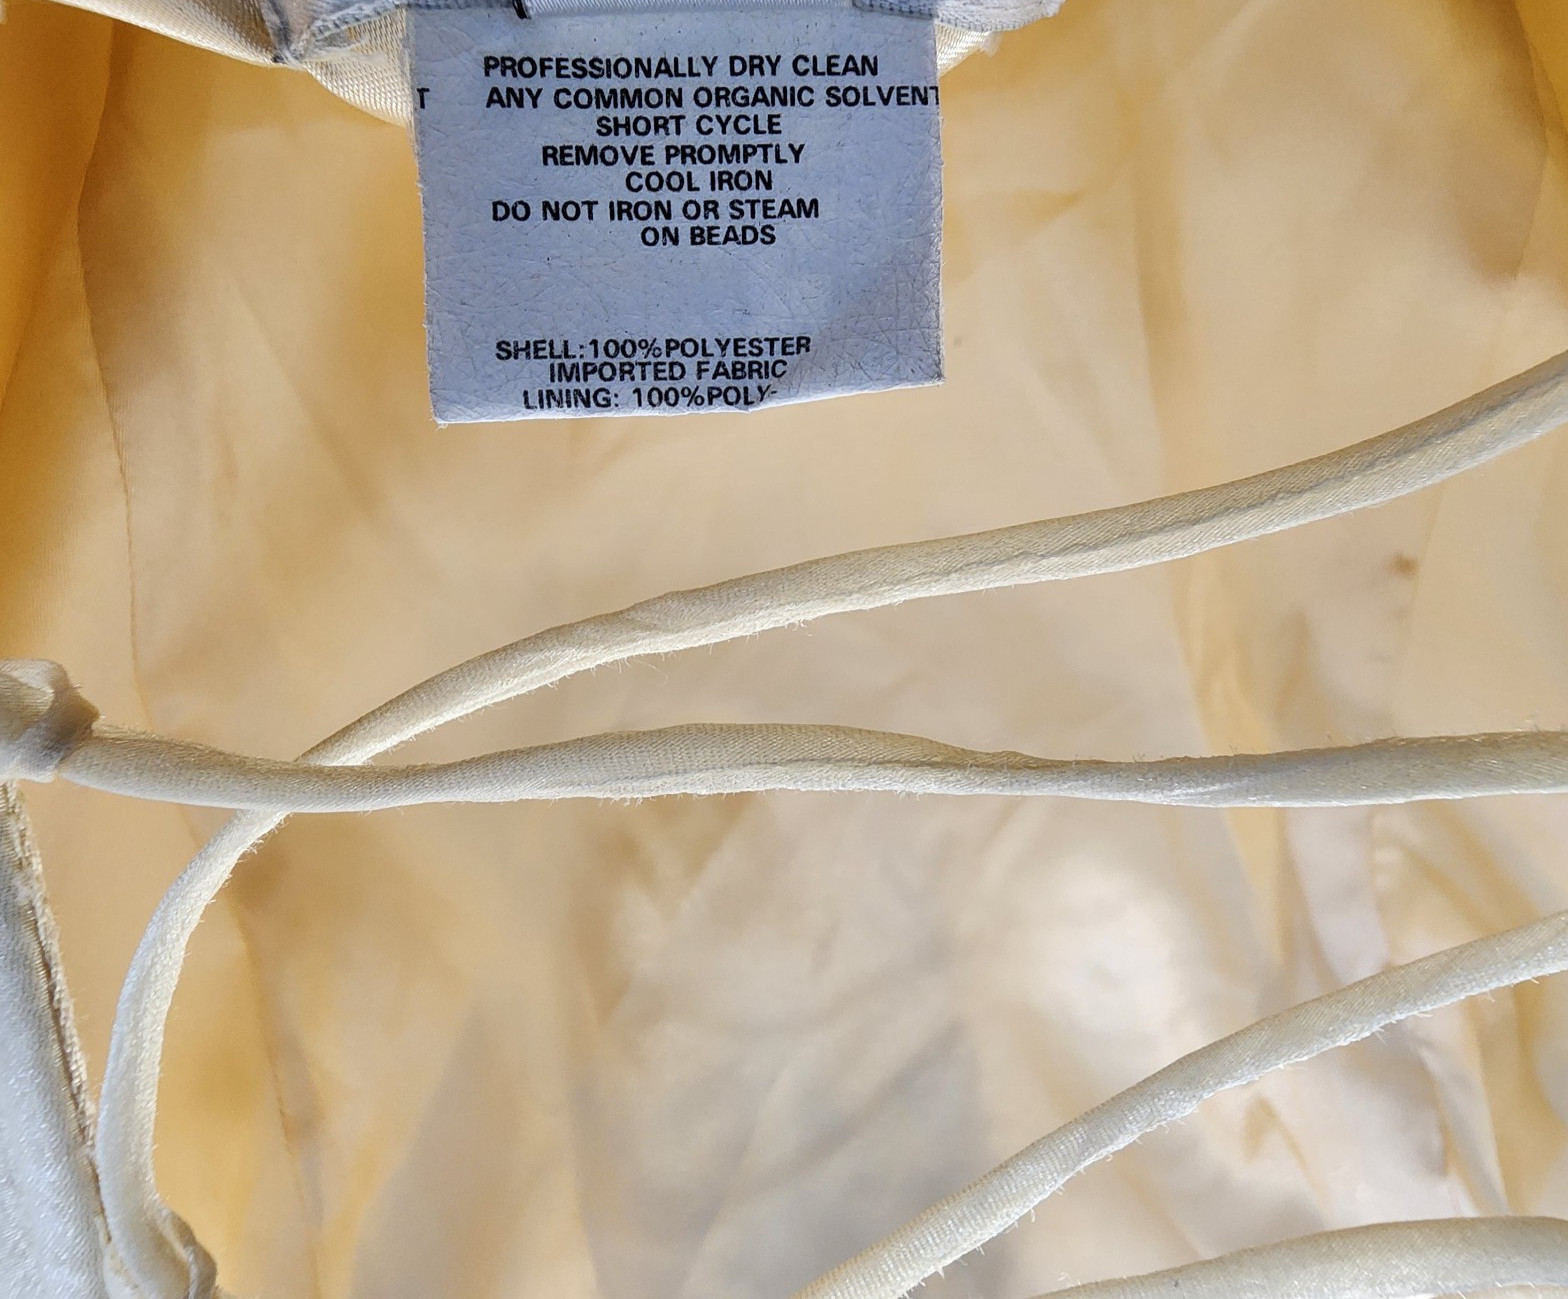 PROFESSIONALLY DRY CLEAN
T ANY COMMON ORGANIC SOLVENT
SHORT CYCLE
REMOVE PROMPTLY
COOL IRON
DO NOT IRON OR STEAM
ON BEADS
SHELL:100%POLYESTER
IMPORTED FABRIC
LINING: 100%POLY-